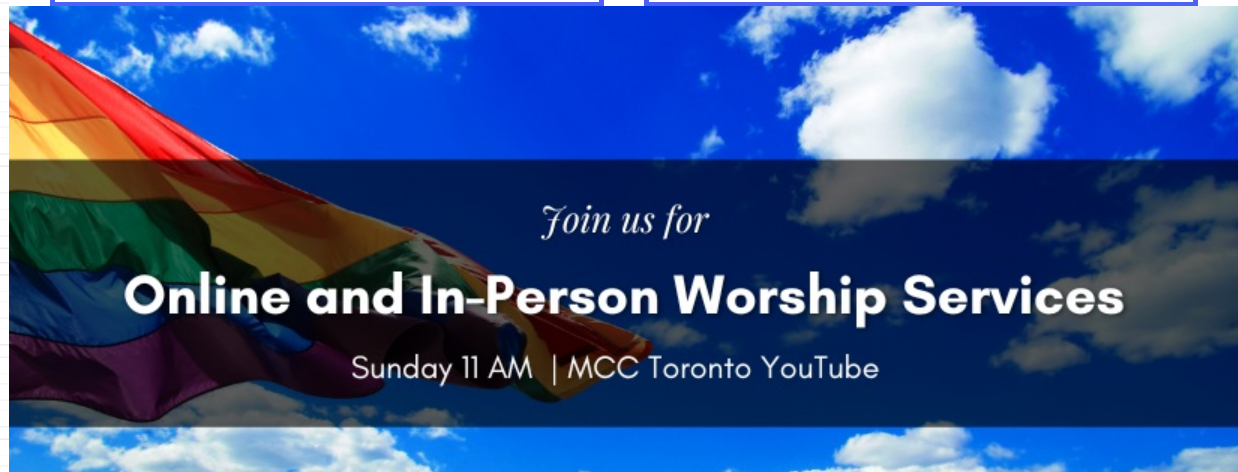 Join us for
Online and In-Person Worship Services
Sunday 11 AM | MCC Toronto YouTube